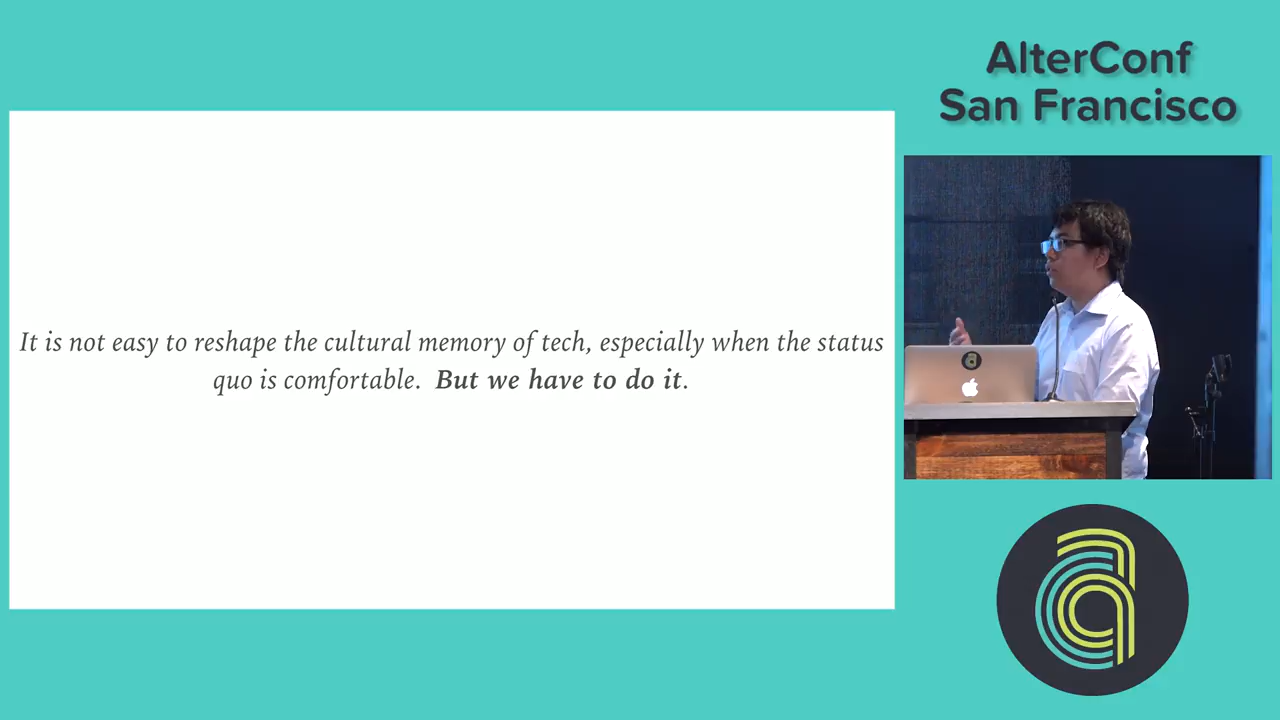 AlterConf
San Francisco
It is not easy to reshape the cultural memory of tech, especially when the status
quo is comfortable. But we have to do it.